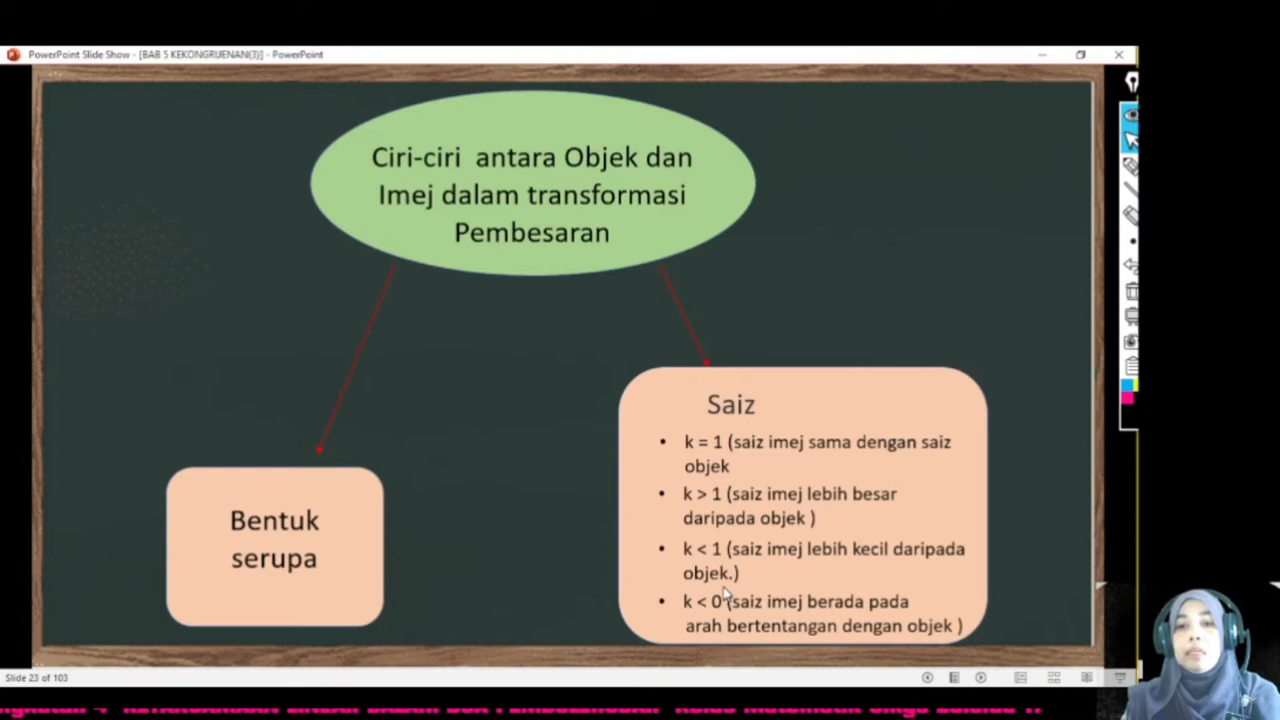 PowerPoint Slide Show - [BAB 5 KEKONGRUENAN(3)] - PowerPoint
Ciri-ciri antara Objek dan
Imej dalam transformasi
Pembesaran
Bentuk
serupa
Saiz
• k = 1 (saiz imej sama dengan saiz
objek
• k > 1 (saiz imej lebih besar
daripada objek )
• k < 1 (saiz imej lebih kecil daripada
objek.)
• k < 0 (saiz imej berada pada
arah bertentangan dengan objek )
Slide 23 of 103